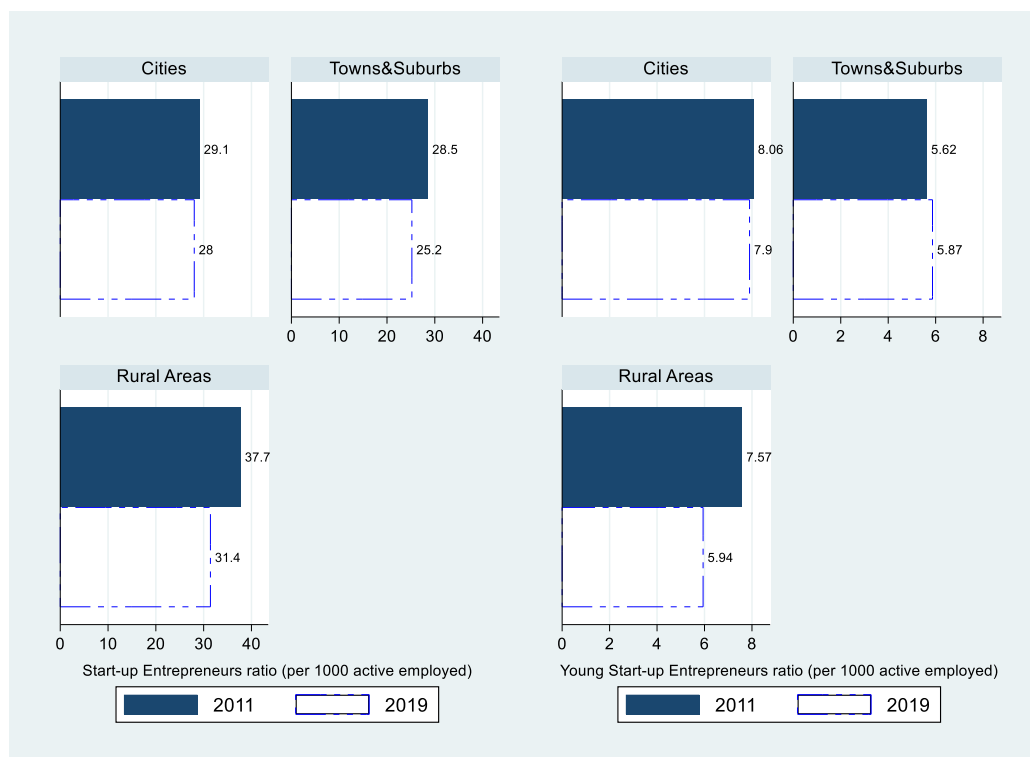 Cities Towns&Suburbs
29.1 28.5
28 25.2
0 10 20 30 40
Rural Areas
37.7
31.4
0 10 20 30 40
Start-up Entrepreneurs ratio (per 1000 active employed)
2011 2019
Cities Towns&Suburbs
8.06 5.62
7.9 5.87
0 2 4 6 8
Rural Areas
7.57
5.94
0 2 4 6 8
Young Start-up Entrepreneurs ratio (per 1000 active employed)
2011 2019